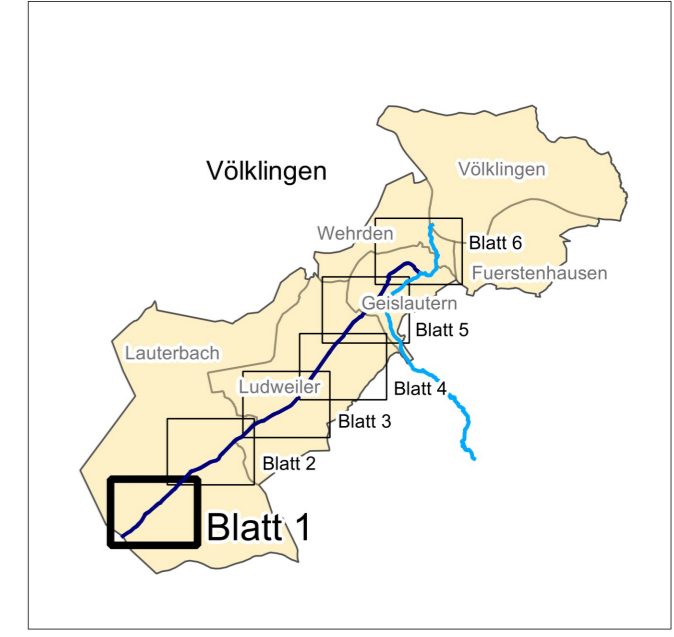 Völklingen
Völklingen
Wehrden
Blatt 6
Fuerstenhausen
Geislautern
Blatt 5
Lauterbach
Ludweiler
Blatt 4
Blatt 3
Blatt 2
Blatt 1